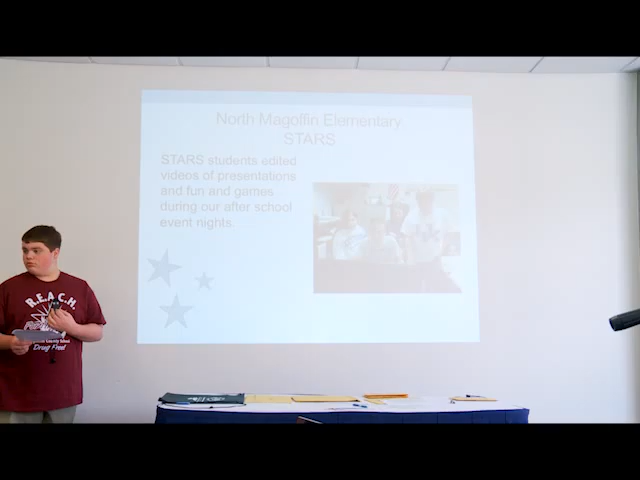 North Magoffin Elementary
STARS
STARS students edited
videos of presentations
and fun and games
during our after school
event nights.....
R.E.A.C.H.
Drug Free!